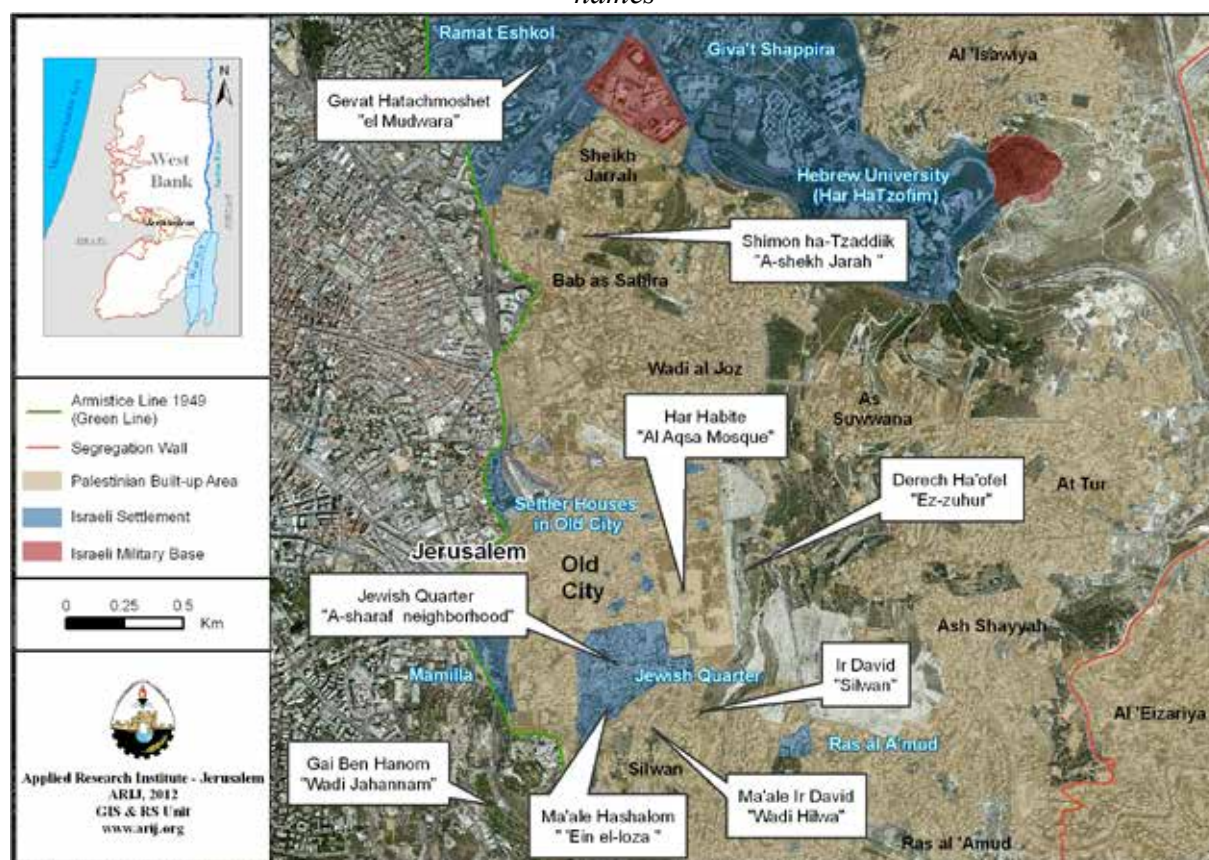 names
N
Mediterranean Sea
West
Bank
Jerusalem
Armistice Line 1949
(Green Line)
Segregation Wall
Palestinian Built-up Area
Israeli Settlement
Israeli Military Base
0 0.25 0.5
Km
Applied Research Institute - Jerusalem
ARIJ, 2012
GIS & RS Unit
www.arij.org
Ramat Eshkol
Giva't Shappira
Al 'Isawiya
Gevat Hatachmoshet
"el Mudwara"
Sheikh
Jarrah
Hebrew University
(Har HaTzofim)
Shimon ha-Tzaddiik
"A-shekh Jarah "
Bab as Sahira
Wadi al Joz
As
Suwwana
Har Habite
"Al Aqsa Mosque"
Derech Ha'ofel
"Ez-zuhur"
At Tur
Settler Houses
in Old City
Jerusalem
Old
City
Jewish Quarter
"A-sharaf neighborhood"
Ash Shayyah
Mamilla
Jewish Quarter
Ir David
"Silwan"
Al 'Eizariya
Ras al A'mud
Gai Ben Hanom
"Wadi Jahannam"
Silwan
Ma'ale Hashalom
" 'Ein el-loza "
Ma'ale Ir David
"Wadi Hilwa"
Ras al 'Amud